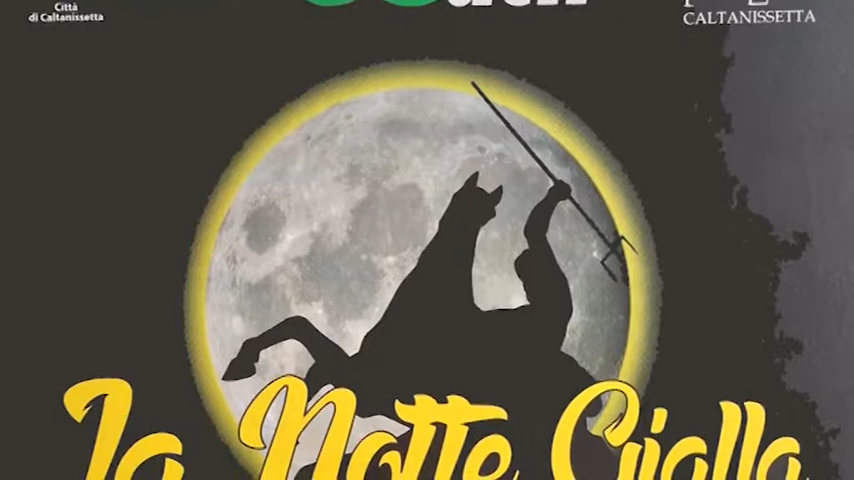 Città
di Caltanissetta
CALTANISSETTA
La Notte Gialla